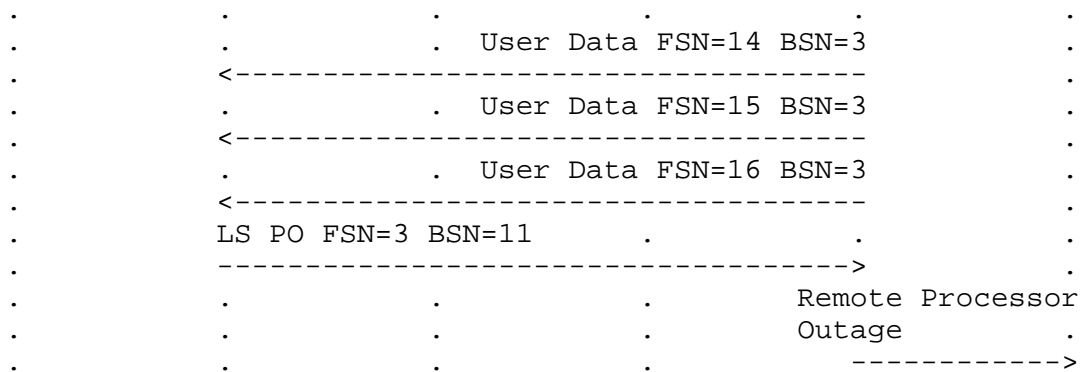 . . . . . .
. . . User Data FSN=14 BSN=3 .
. <------------------------------------ .
. . . User Data FSN=15 BSN=3 .
. <------------------------------------ .
. . . User Data FSN=16 BSN=3 .
. <------------------------------------ .
. LS PO FSN=3 BSN=11 . . .
. ------------------------------------> .
. . . . Remote Processor
. . . . Outage .
. . . . ------------>